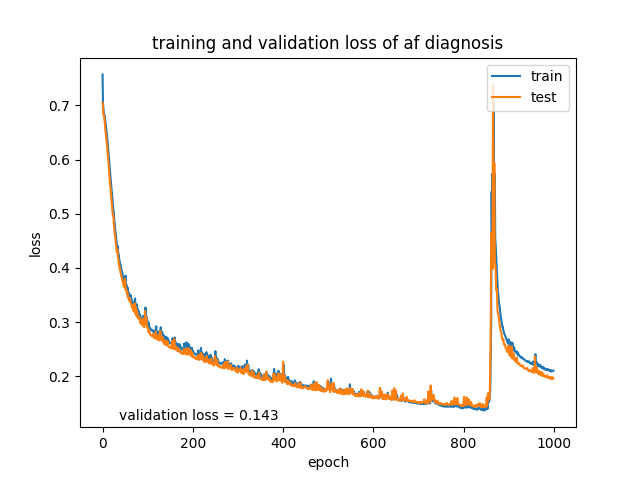 training and validation loss of af diagnosis
train
test
0.7
0.6
0.5
0.4
0.3
0.2
loss
validation loss = 0.143
0 200 400 600 800 1000
epoch